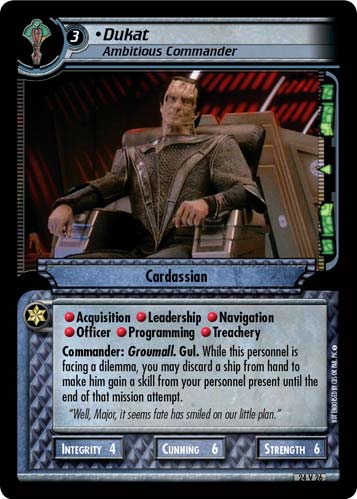 3 •Dukat
Ambitious Commander
Cardassian
Acquisition Leadership Navigation
Officer Programming Treachery
Commander: Groumall. Gul. While this personnel is
facing a dilemma, you may discard a ship from hand to
make him gain a skill from your personnel present until the
end of that mission attempt.
"Well, Major, it seems fate has smiled on our little plan."
INTEGRITY 4 CUNNING 6 STRENGTH 6
24 V 26